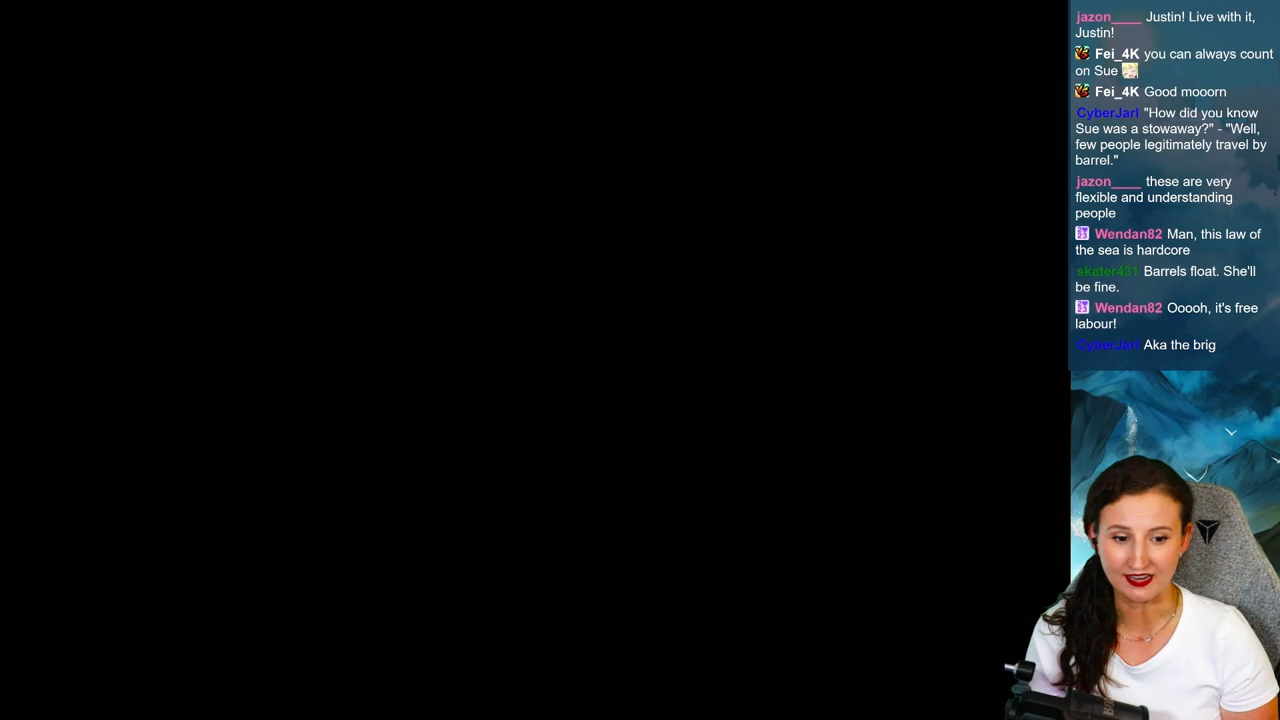 jazon____ Justin! Live with it,
Justin!
Fei_4K you can always count
on Sue
Fei_4K Good mooorn
CyberJarl "How did you know
Sue was a stowaway?" - "Well,
few people legitimately travel by
barrel."
jazon____ these are very
flexible and understanding
people
Wendan82 Man, this law of
the sea is hardcore
skater431 Barrels float. She'll
be fine.
Wendan82 Ooooh, it's free
labour!
CyberJarl Aka the brig